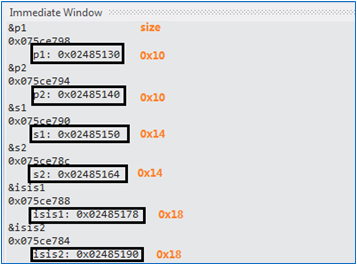 Immediate Window
&p1 size
0x075ce798
p1: 0x02485130 0x10
&p2
0x075ce794
p2: 0x02485140 0x10
&s1
0x075ce790
s1: 0x02485150 0x14
&s2
0x075ce78c
s2: 0x02485164 0x14
&isis1
0x075ce788
isis1: 0x02485178 0x18
&isis2
0x075ce784
isis2: 0x02485190 0x18